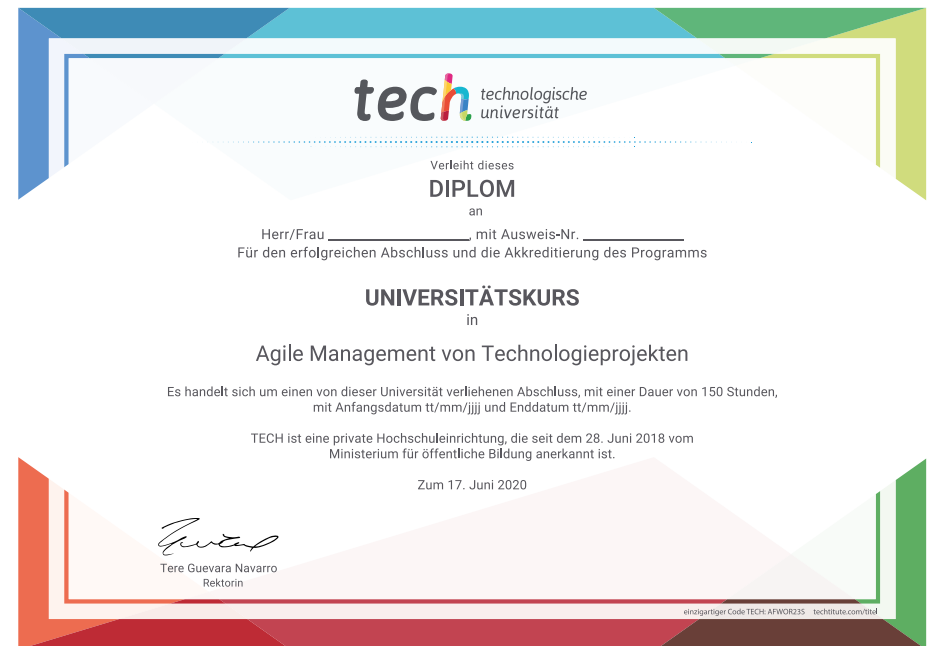 tech technologische
universität
Verleiht dieses
DIPLOM
an
Herr/Frau ____________________, mit Ausweis-Nr. ______________
Für den erfolgreichen Abschluss und die Akkreditierung des Programms
UNIVERSITÄTSKURS
in
Agile Management von Technologieprojekten
Es handelt sich um einen von dieser Universität verliehenen Abschluss, mit einer Dauer von 150 Stunden,
mit Anfangsdatum tt/mm/jjjj und Enddatum tt/mm/jjjj.
TECH ist eine private Hochschuleinrichtung, die seit dem 28. Juni 2018 vom
Ministerium für öffentliche Bildung anerkannt ist.
Zum 17. Juni 2020
Tere Guevara Navarro
Rektorin
einzigartiger Code TECH: AFWOR23S techtitute.com/titel